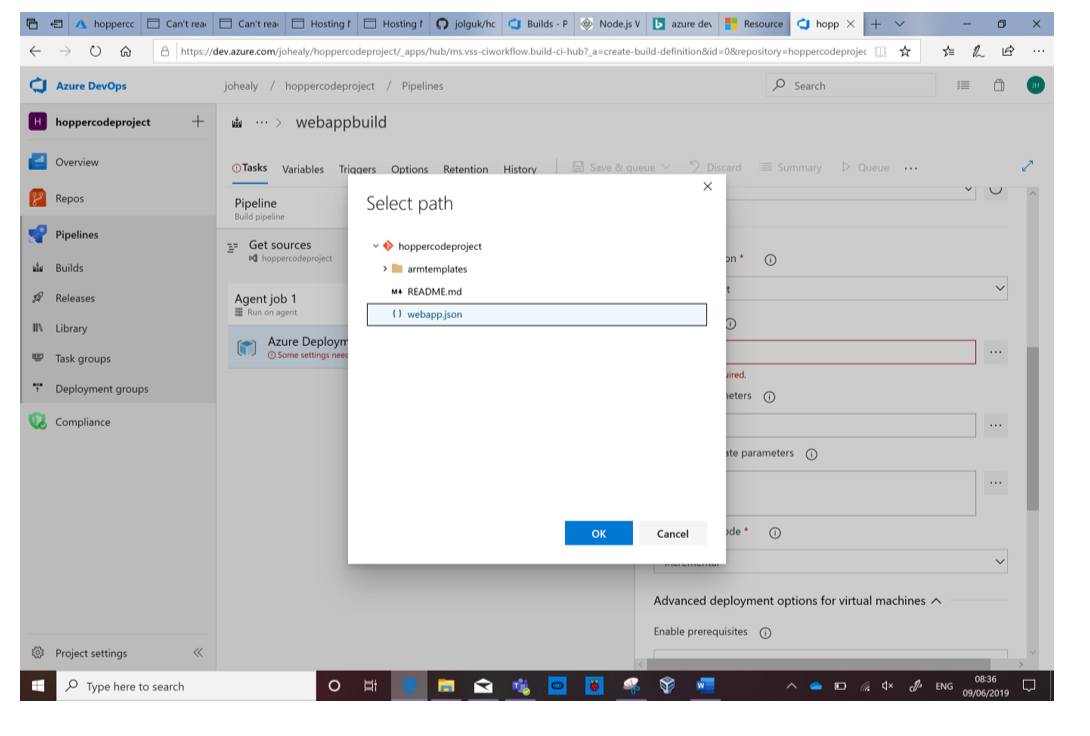 hoppercc
Can't rea
Can't rea
Hosting f
Hosting f
jolguk/hc
Builds - P
Node.js V
azure dev
Resource
hopp
https://dev.azure.com/johealy/hoppercodeproject/_apps/hub/ms.vss-ciworkflow.build-ci-hub?_a=create-build-definition&id=0&repository=hoppercodeprojec
Azure DevOps
johealy / hoppercodeproject / Pipelines
Search
JH
H hoppercodeproject
... > webappbuild
Overview
Repos
Pipelines
Builds
Releases
Library
Task groups
Deployment groups
Compliance
Project settings
Tasks Variables Triggers Options Retention History
Save & queue Discard Summary Queue ...
Pipeline
Build pipeline
Get sources
hoppercodeproject
Agent job 1
Run on agent
Azure Deploym
Some settings need
Select path
hoppercodeproject
armtemplates
M↓ README.md
{} webapp.json
OK
Cancel
on *
t
uired.
neters
ate parameters
ode *
Incremental
Advanced deployment options for virtual machines
Enable prerequisites
Type here to search
ENG
08:36
09/06/2019